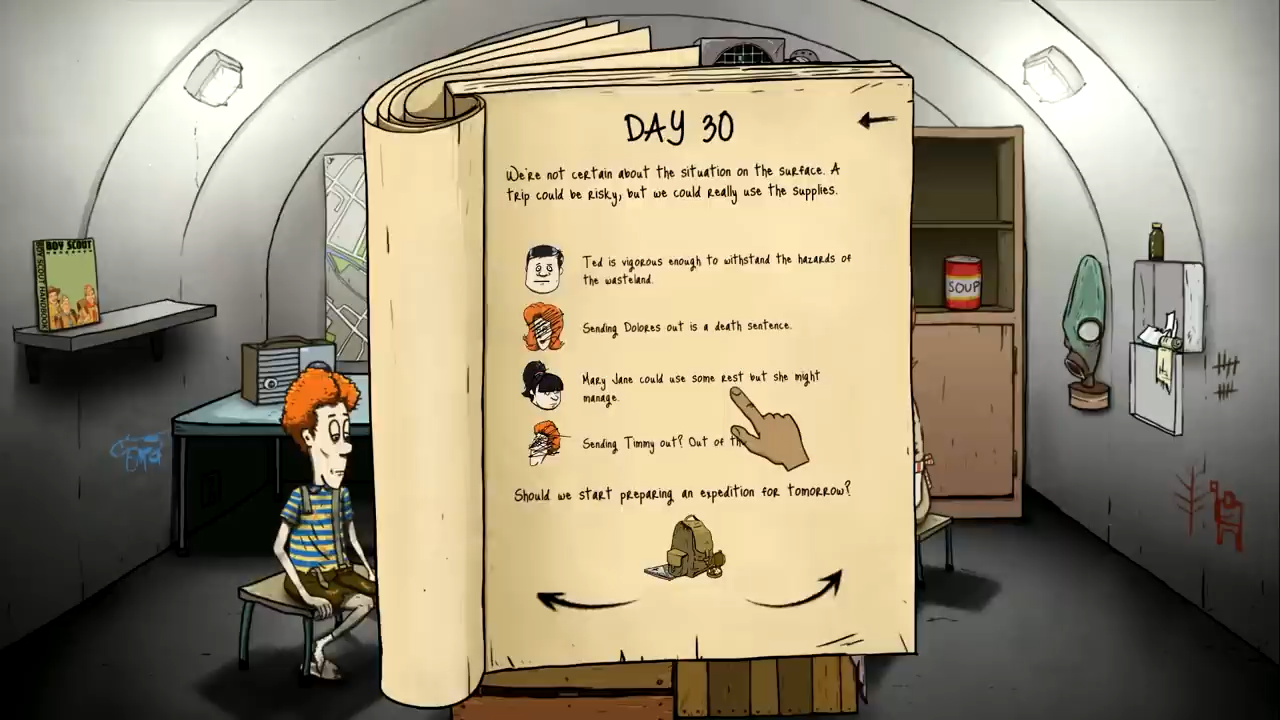 DAY 30
We're not certain about the situation on the surface. A
trip could be risky, but we could really use the supplies.
Ted is vigorous enough to withstand the hazards of
the wasteland.
Sending Dolores out is a death sentence.
Mary Jane could use some rest but she might
manage.
Sending Timmy out? Out of
Should we start preparing an expedition for tomorrow?
BOY SCOUT
BOY SCOUT HANDBOOK
SOUP